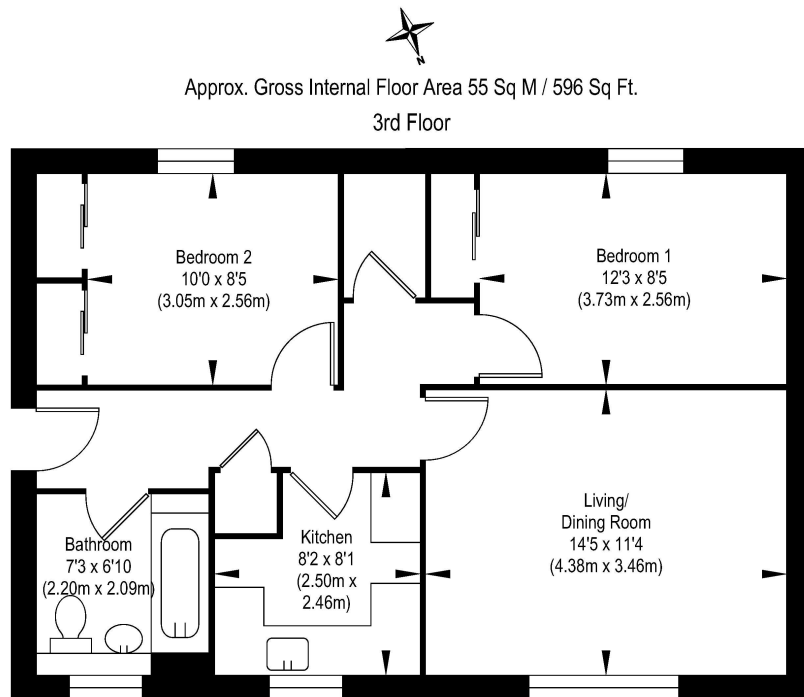 N
Approx. Gross Internal Floor Area 55 Sq M / 596 Sq Ft.
3rd Floor
Bedroom 2
10'0 x 8'5
(3.05m x 2.56m)
Bedroom 1
12'3 x 8'5
(3.73m x 2.56m)
Living/
Dining Room
14'5 x 11'4
(4.38m x 3.46m)
Bathroom
7'3 x 6'10
(2.20m x 2.09m)
Kitchen
8'2 x 8'1
(2.50m x
2.46m)